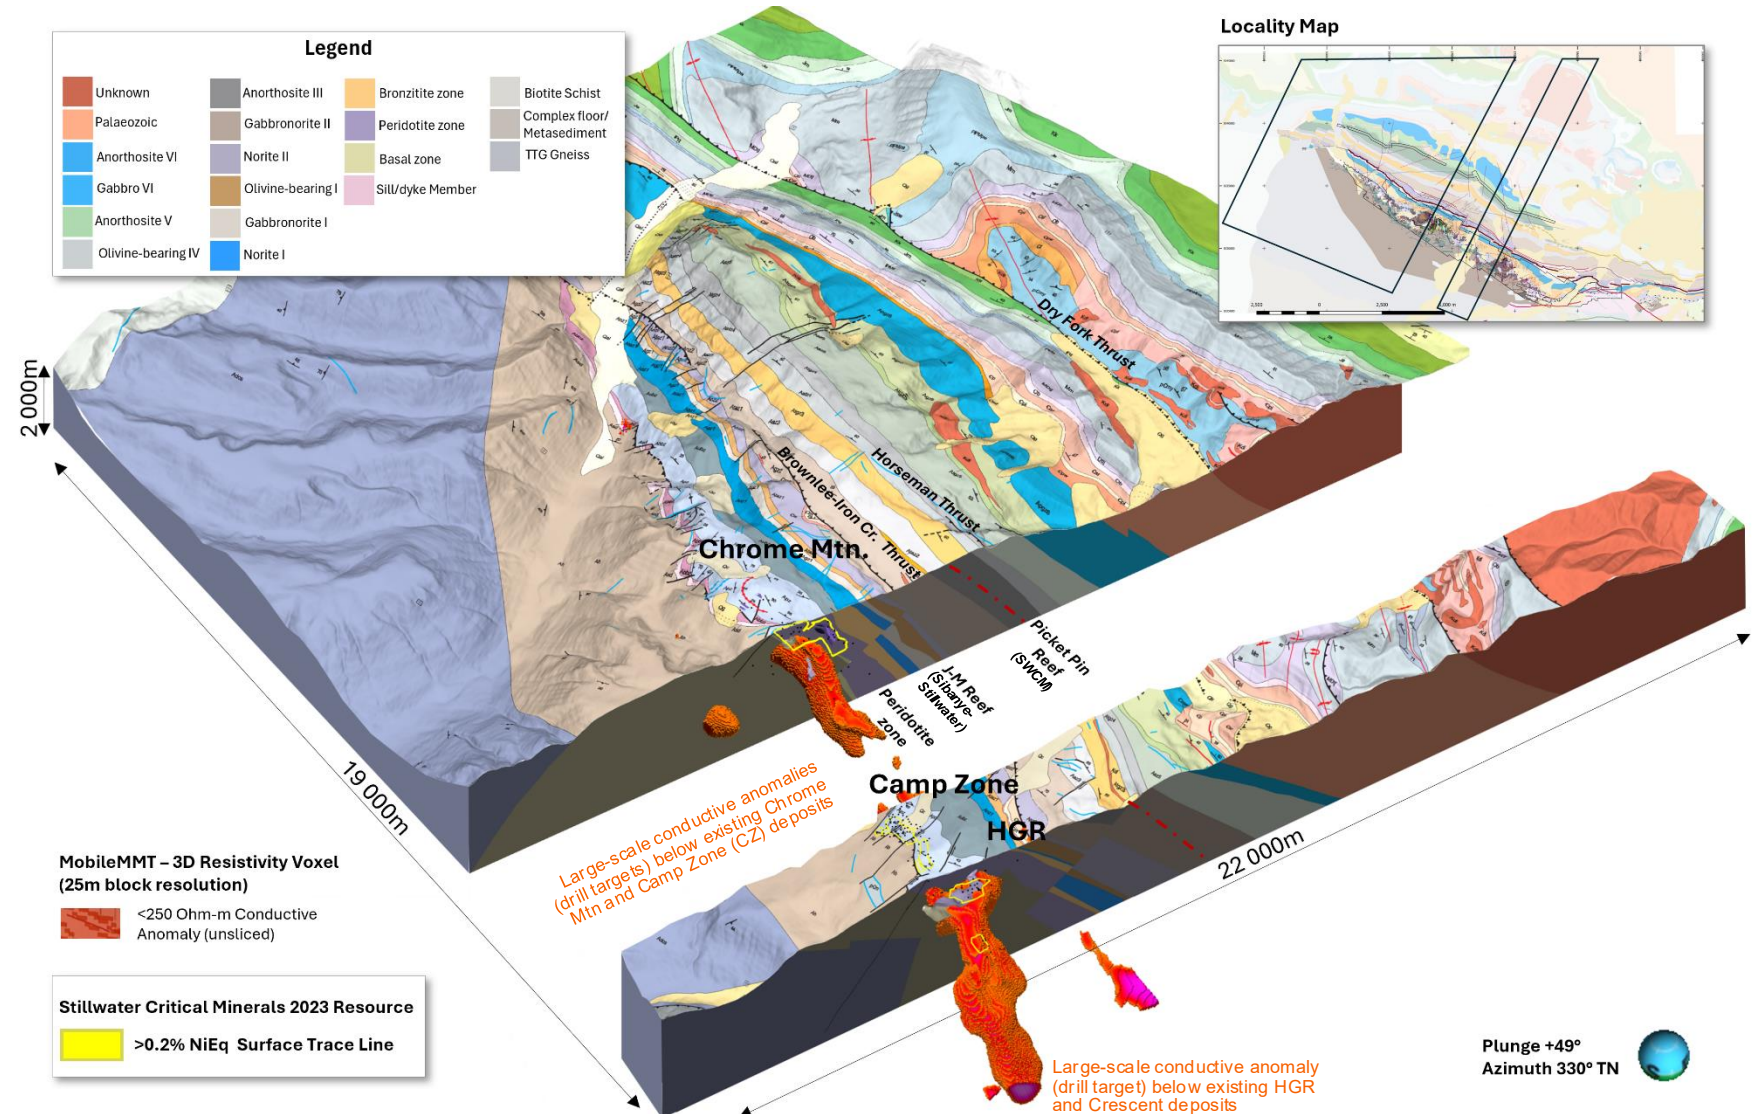 Legend
Unknown
Palaeozoic
Anorthosite VI
Gabbro VI
Anorthosite V
Olivine-bearing IV
Anorthosite III
Gabbronorite II
Norite II
Olivine-bearing I
Gabbronorite I
Norite I
Bronzitite zone
Peridotite zone
Basal zone
Sill/dyke Member
Biotite Schist
Complex floor/
Metasediment
TTG Gneiss
Locality Map
2 000m
19 000m
22 000m
Dry Fork Thrust
Horseman Thrust
Brownlee-Iron Cr. Thrust
Chrome Mtn.
Picket Pin
Reef
(SWCM)
J-M Reef
(Sibanye-
Stillwater)
Peridotite
zone
Camp Zone
HGR
Large-scale conductive anomalies
(drill targets) below existing Chrome
Mtn and Camp Zone (CZ) deposits
MobileMMT – 3D Resistivity Voxel
(25m block resolution)
<250 Ohm-m Conductive
Anomaly (unsliced)
Stillwater Critical Minerals 2023 Resource
>0.2% NiEq Surface Trace Line
Large-scale conductive anomaly
(drill target) below existing HGR
and Crescent deposits
Plunge +49°
Azimuth 330° TN